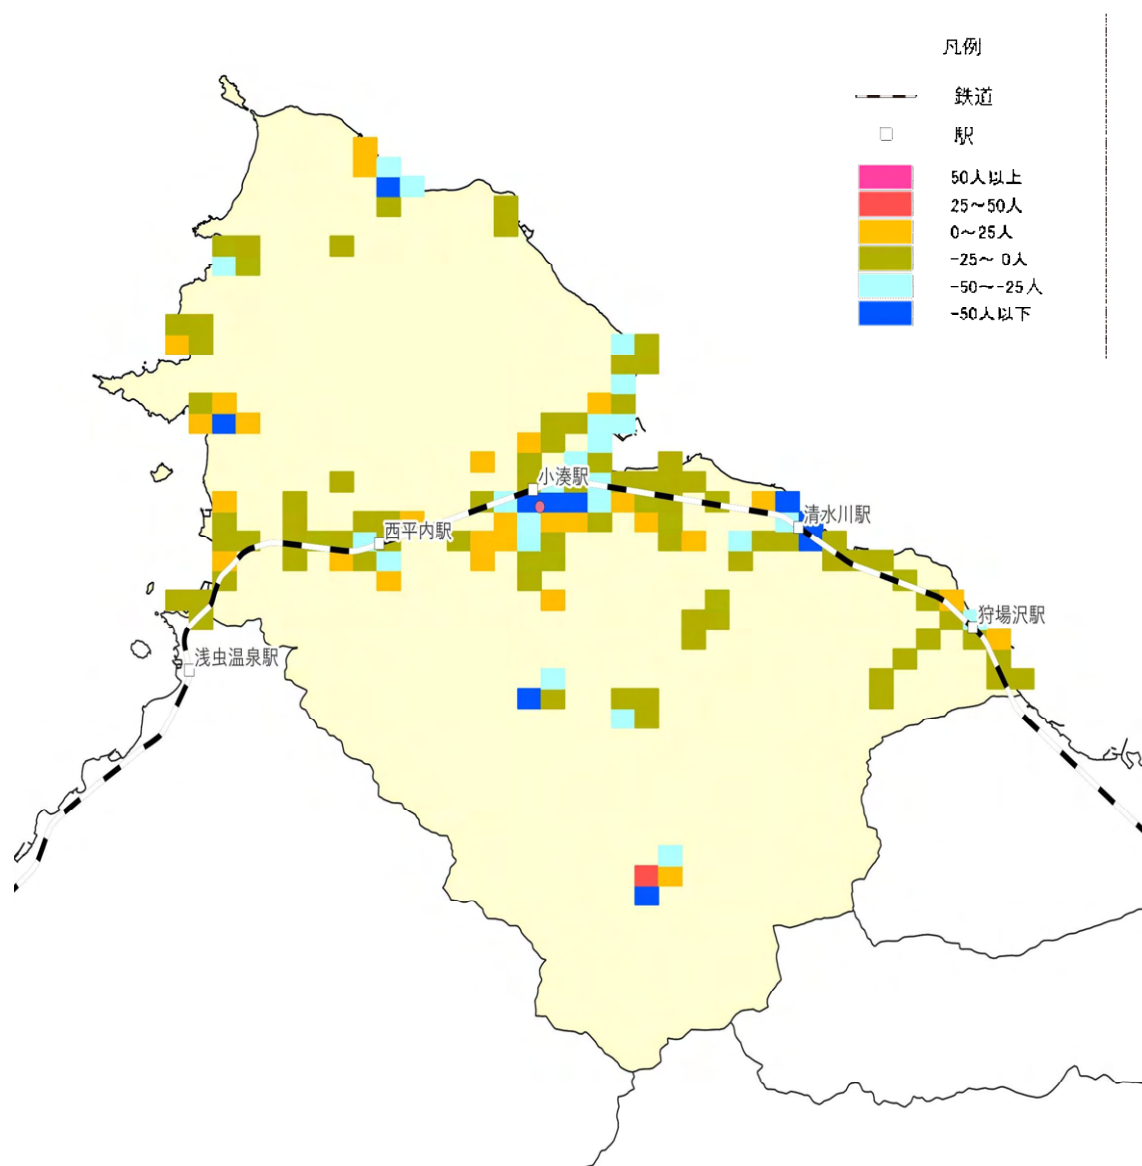 凡例
鉄道
駅
50人以上
25～50人
0～25人
-25～ 0人
-50～-25人
-50人以下
小湊駅
清水川駅
西平内駅
狩場沢駅
浅虫温泉駅